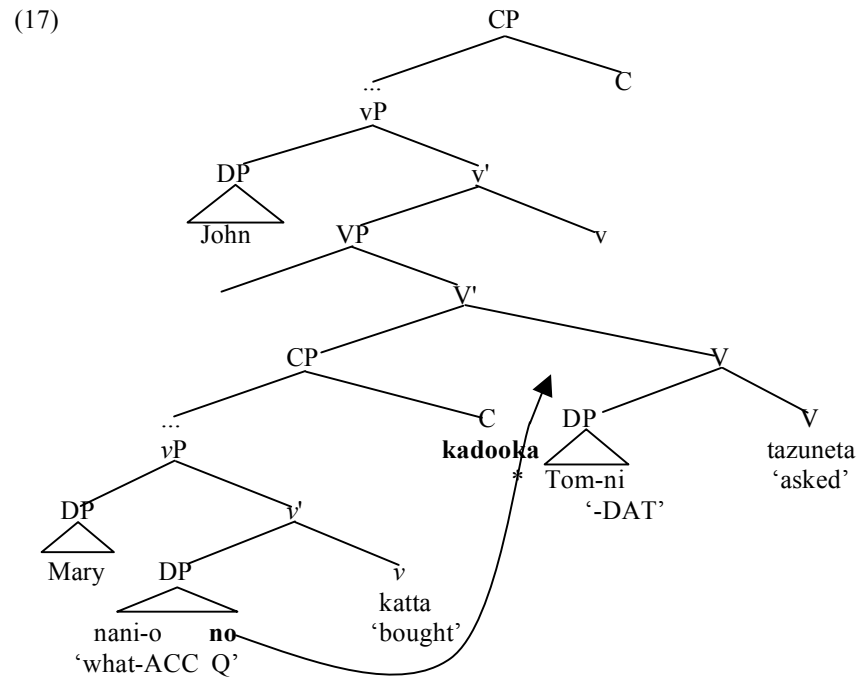 (17) CP
... C
vP
DP v'
John VP v
V'
CP V
... C DP V
vP kadooka Tom-ni tazuneta
* '-DAT' 'asked'
DP v'
Mary DP v
katta
nani-o no 'bought'
'what-ACC Q'